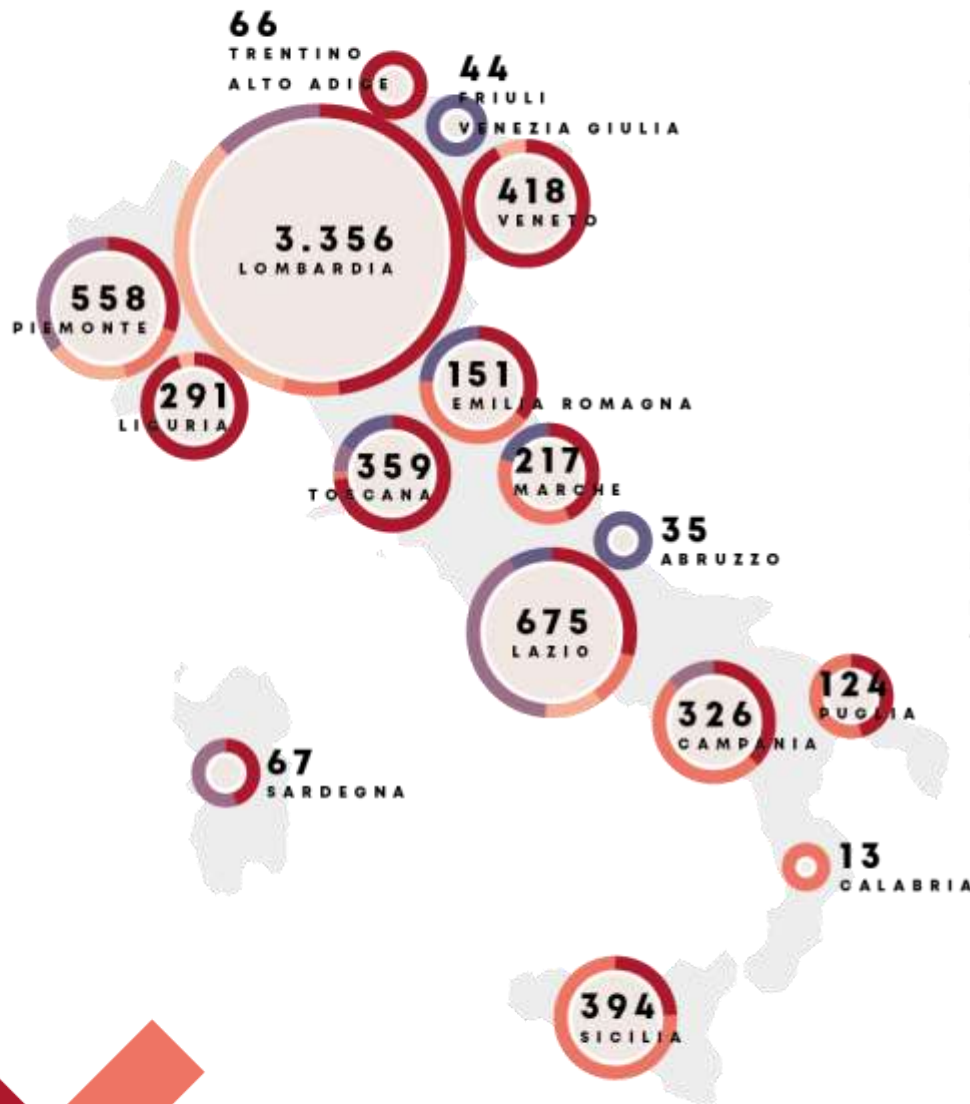 66
TRENTINO
ALTO ADIGE
44
FRIULI
VENEZIA GIULIA
418
VENETO
3.356
LOMBARDIA
558
PIEMONTE
291
LIGURIA
151
EMILIA ROMAGNA
359
TOSCANA
217
MARCHE
35
ABRUZZO
675
LAZIO
326
CAMPANIA
124
PUGLIA
67
SARDEGNA
13
CALABRIA
394
SICILIA